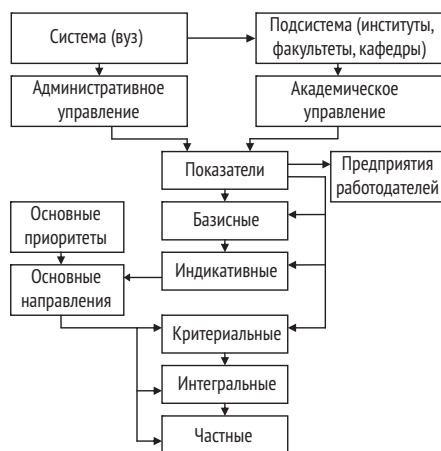 Система (вуз)
Подсистема (институты,
факультеты, кафедры)
Административное
управление
Академическое
управление
Показатели
Предприятия
работодателей
Базисные
Основные
приоритеты
Индикативные
Основные
направления
Критериальные
Интегральные
Частные